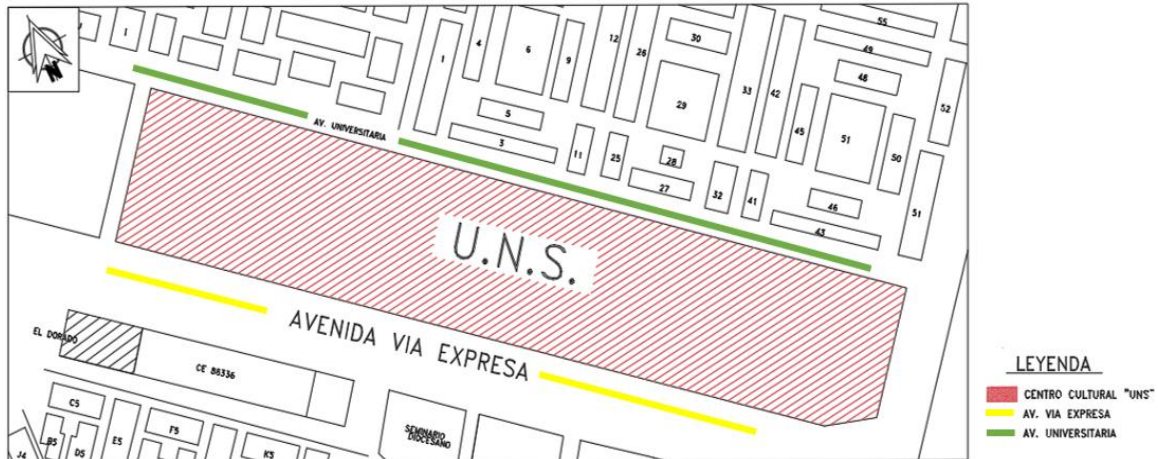 N
I
1
4
6
9
12
26
30
55
49
48
52
33
42
5
29
45
51
50
3
AV. UNIVERSITARIA
11
25
28
27
32
41
46
51
43
U.N.S.
AVENIDA VIA EXPRESA
EL DORADO
CE 88336
C5
F5
B5
D5
E5
K5
J4
SEMINARIO
DIOCESANO
LEYENDA
CENTRO CULTURAL "UNS"
AV. VIA EXPRESA
AV. UNIVERSITARIA